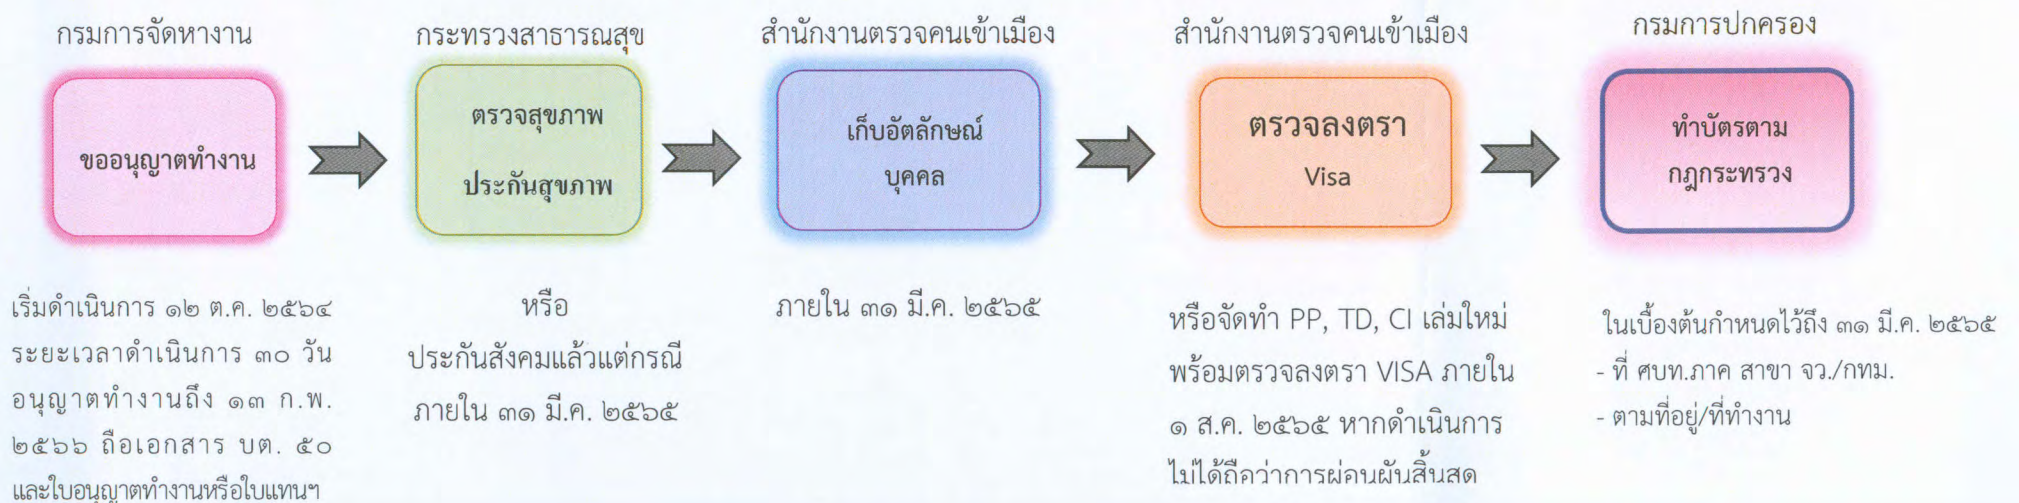 กรมการจัดหางาน
ขออนุญาตทำงาน
เริ่มดำเนินการ ๑๒ ต.ค. ๒๕๖๔
ระยะเวลาดำเนินการ ๓๐ วัน
อนุญาตทำงานถึง ๑๓ ก.พ.
๒๕๖๖ ถือเอกสาร บต. ๕๐
และใบอนุญาตทำงานหรือใบแทนฯ
กระทรวงสาธารณสุข
ตรวจสุขภาพ
ประกันสุขภาพ
หรือ
ประกันสังคมแล้วแต่กรณี
ภายใน ๓๑ มี.ค. ๒๕๖๕
สำนักงานตรวจคนเข้าเมือง
เก็บอัตลักษณ์
บุคคล
ภายใน ๓๑ มี.ค. ๒๕๖๕
สำนักงานตรวจคนเข้าเมือง
ตรวจลงตรา
Visa
หรือจัดทำ PP, TD, CI เล่มใหม่
พร้อมตรวจลงตรา VISA ภายใน
๑ ส.ค. ๒๕๖๕ หากดำเนินการ
ไม่ได้ถือว่าการผ่อนผันสิ้นสุด
กรมการปกครอง
ทำบัตรตาม
กฎกระทรวง
ในเบื้องต้นกำหนดไว้ถึง ๓๑ มี.ค. ๒๕๖๕
- ที่ ศบท.ภาค สาขา จว./กทม.
- ตามที่อยู่/ที่ทำงาน